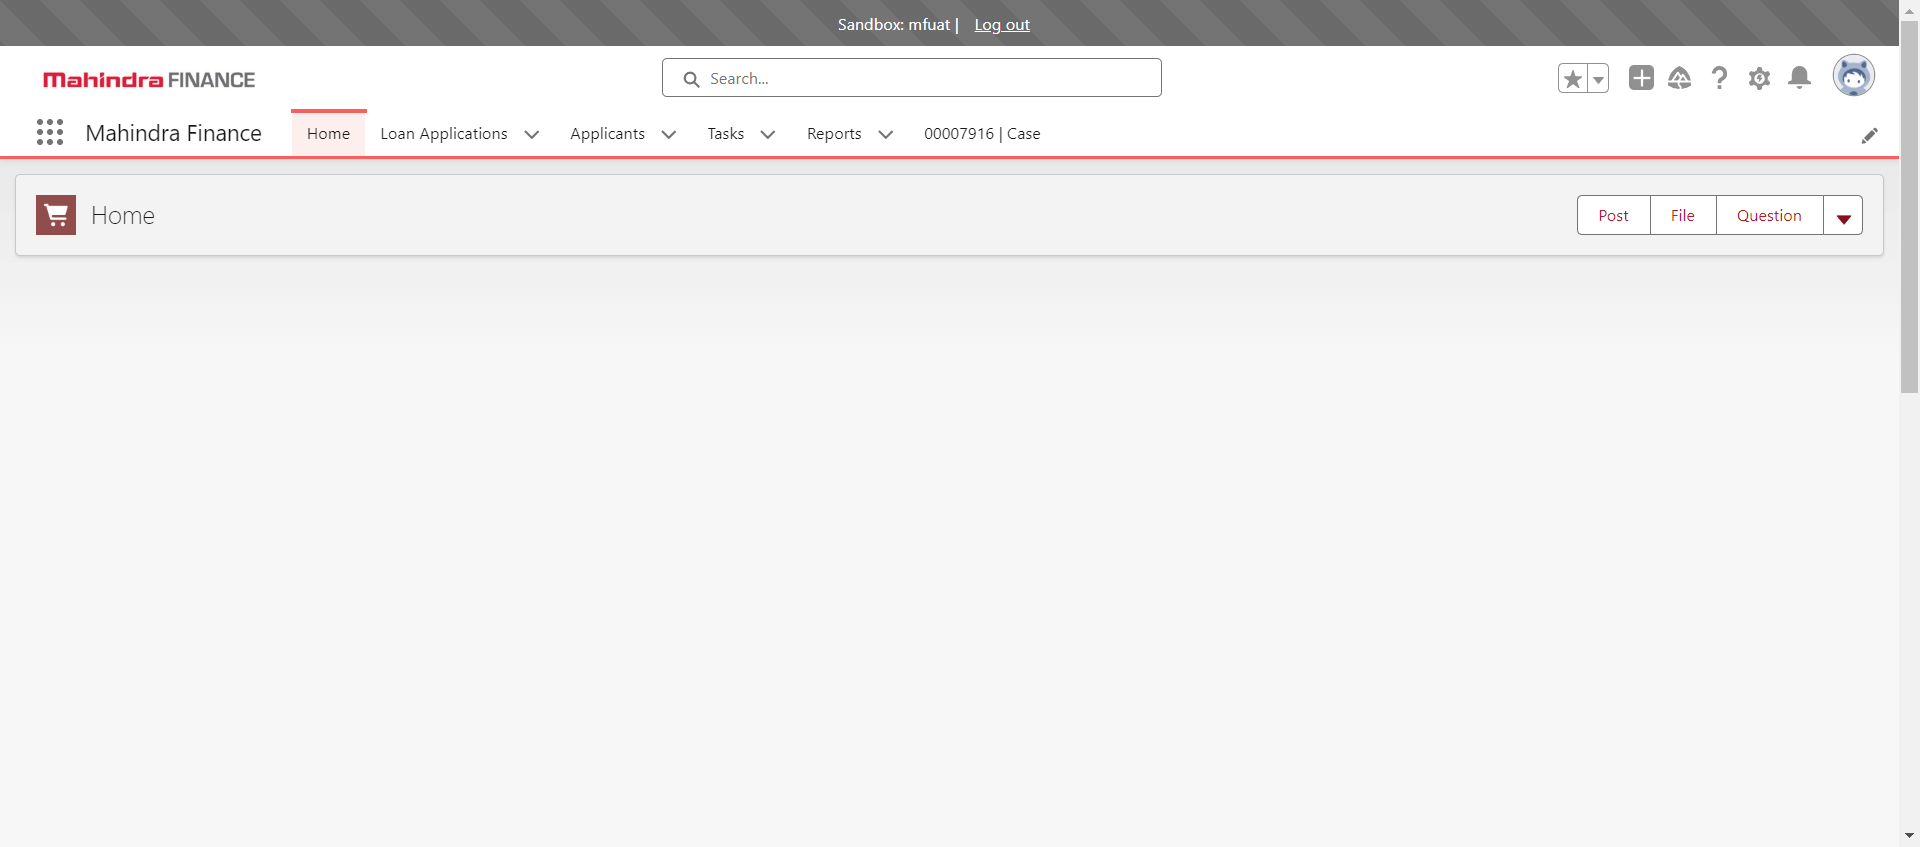 Sandbox: mfuat | Log out
Mahindra FINANCE
Search...
Mahindra Finance
Home
Loan Applications
Applicants
Tasks
Reports
00007916 | Case
Home
Post
File
Question